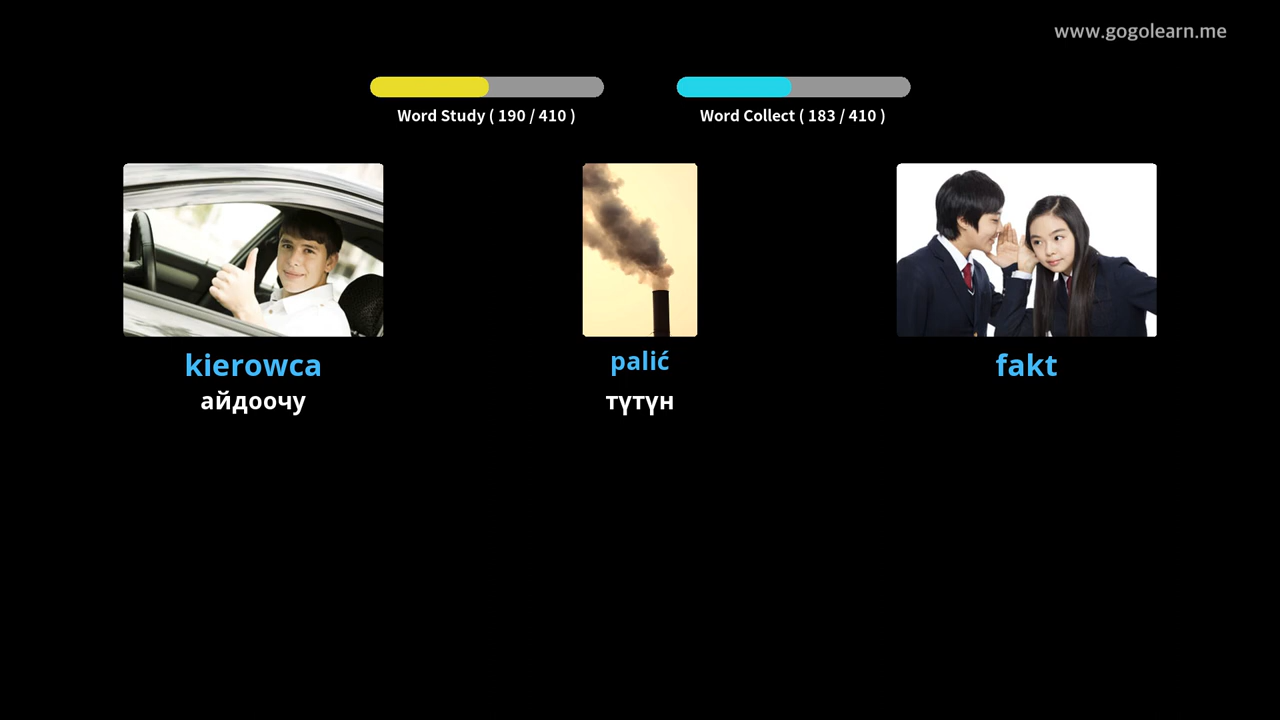 www.gogolearn.me
Word Study ( 190 / 410 )
Word Collect ( 183 / 410 )
kierowca
айдоочу
palić
түтүн
fakt